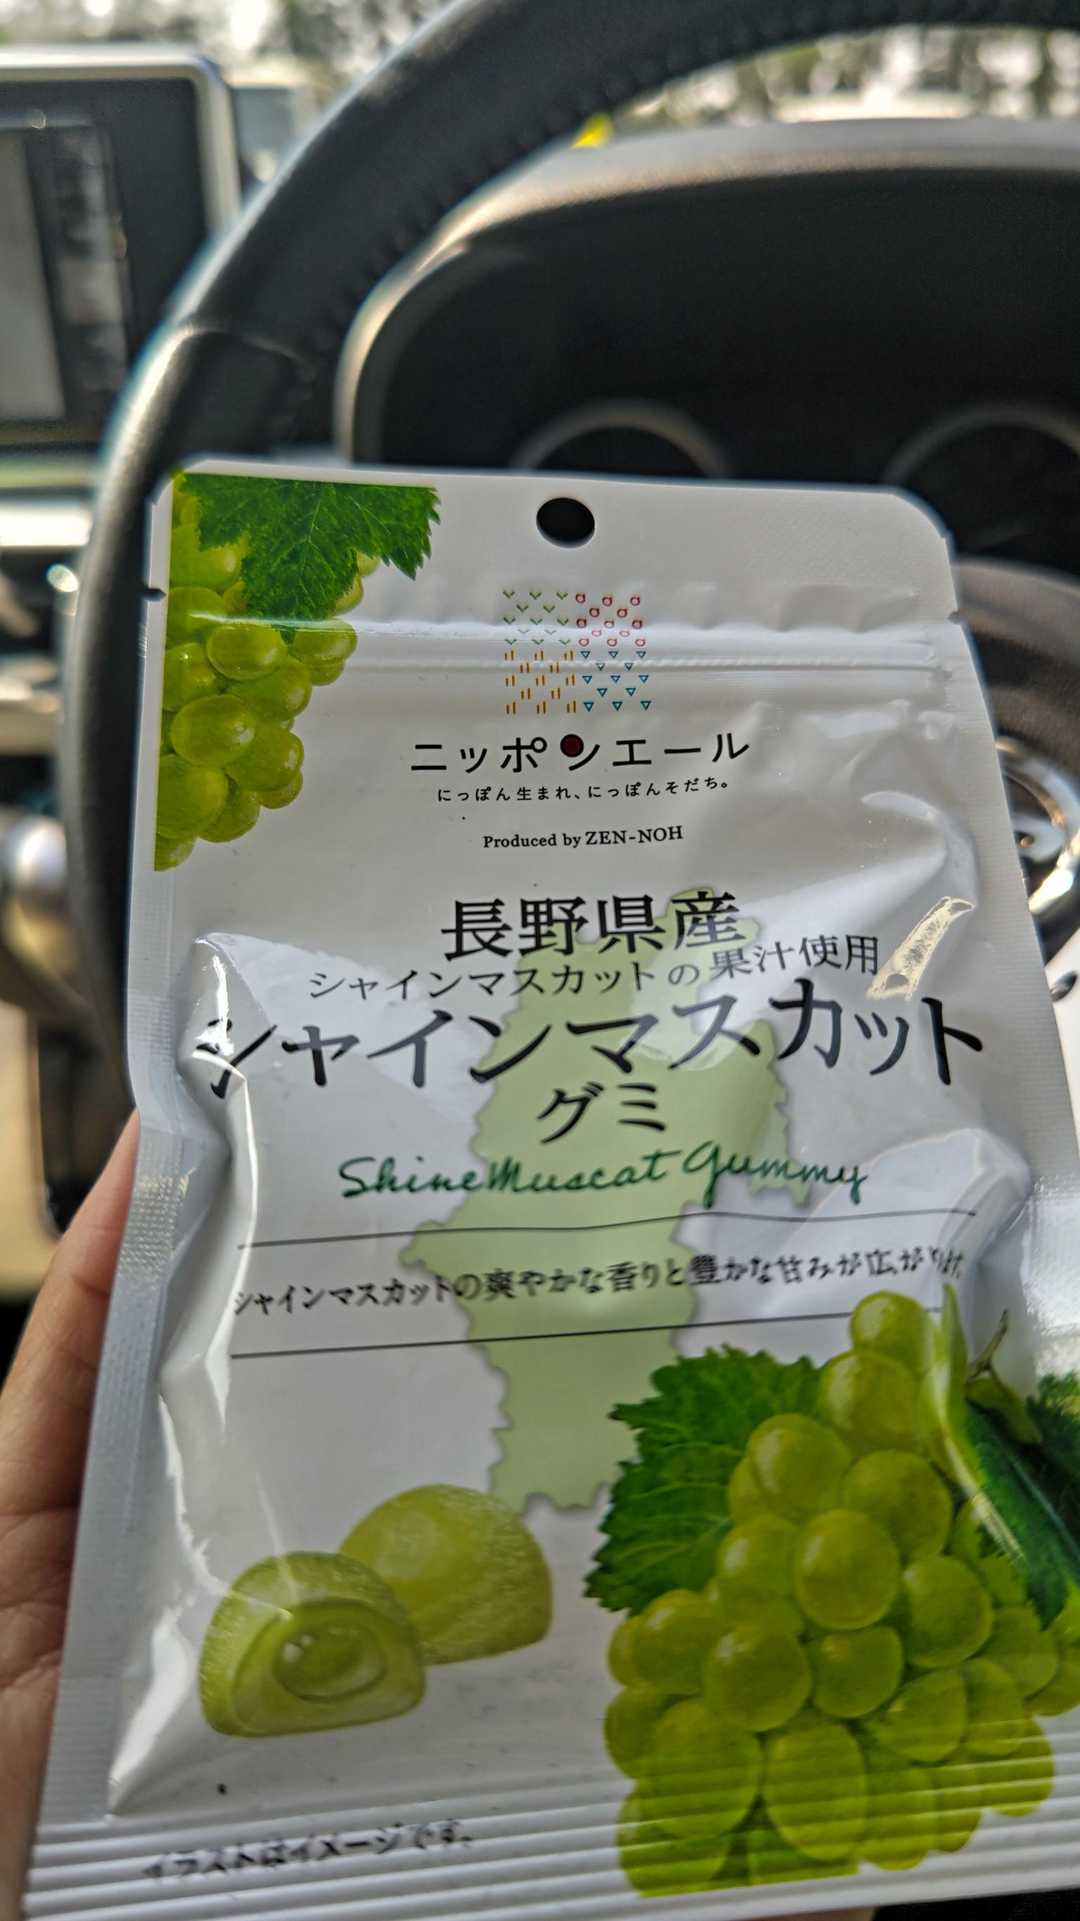 ニッポンエール
にっぽん生まれ、にっぽんそだち。
Produced by ZEN-NOH
長野県産
シャインマスカットの果汁使用
シャインマスカット
グミ
Shine Muscat Gummy
シャインマスカットの爽やかな香りと豊かな甘みが広がります。
イラストはイメージです。